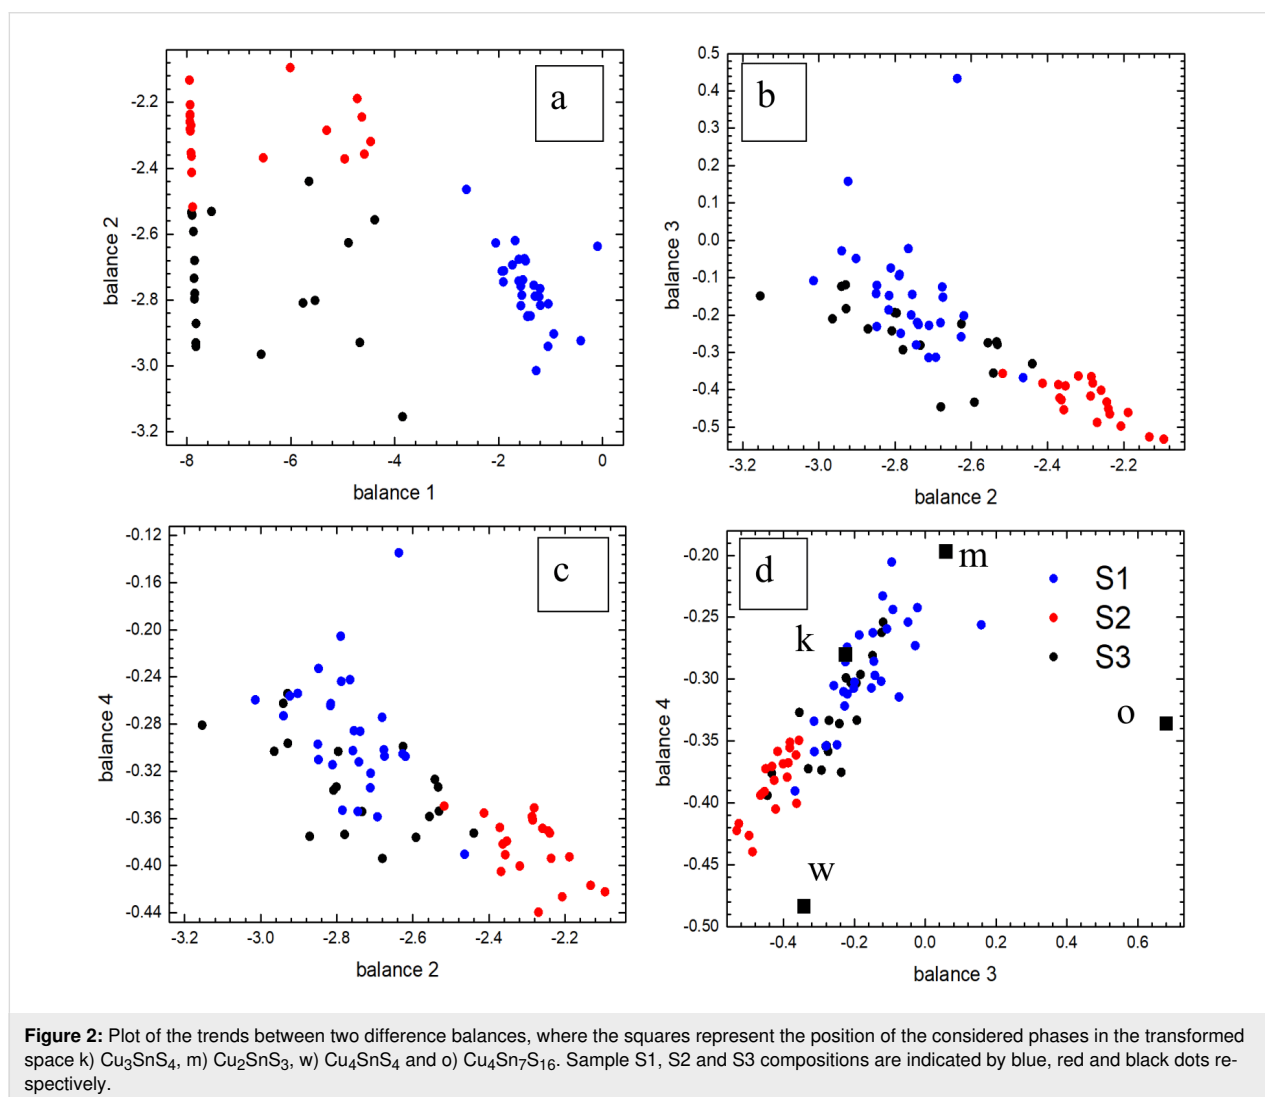 a
-2.2
-2.4
-2.6
-2.8
-3.0
-3.2
balance 2
-8
-6
-4
-2
0
balance 1
b
0.5
0.4
0.3
0.2
0.1
0.0
-0.1
-0.2
-0.3
-0.4
-0.5
balance 3
-3.2
-3.0
-2.8
-2.6
-2.4
-2.2
balance 2
c
-0.12
-0.16
-0.20
-0.24
-0.28
-0.32
-0.36
-0.40
-0.44
balance 4
-3.2
-3.0
-2.8
-2.6
-2.4
-2.2
balance 2
d
m
k
o
w
S1
S2
S3
-0.20
-0.25
-0.30
-0.35
-0.40
-0.45
-0.50
balance 4
-0.4
-0.2
0.0
0.2
0.4
0.6
balance 3
Figure 2: Plot of the trends between two difference balances, where the squares represent the position of the considered phases in the transformed
space k) Cu₃SnS₄, m) Cu₂SnS₃, w) Cu₄SnS₄ and o) Cu₄Sn₇S₁₆. Sample S1, S2 and S3 compositions are indicated by blue, red and black dots re-
spectively.